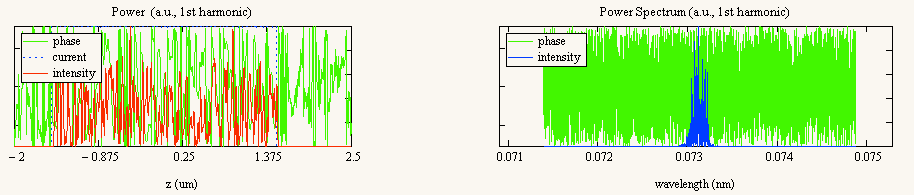 Power (a.u., 1st harmonic)
phase
current
intensity
− 2
−0.875
0.25
1.375
2.5
z (um)
Power Spectrum (a.u., 1st harmonic)
phase
intensity
0.071
0.072
0.073
0.074
0.075
wavelength (nm)